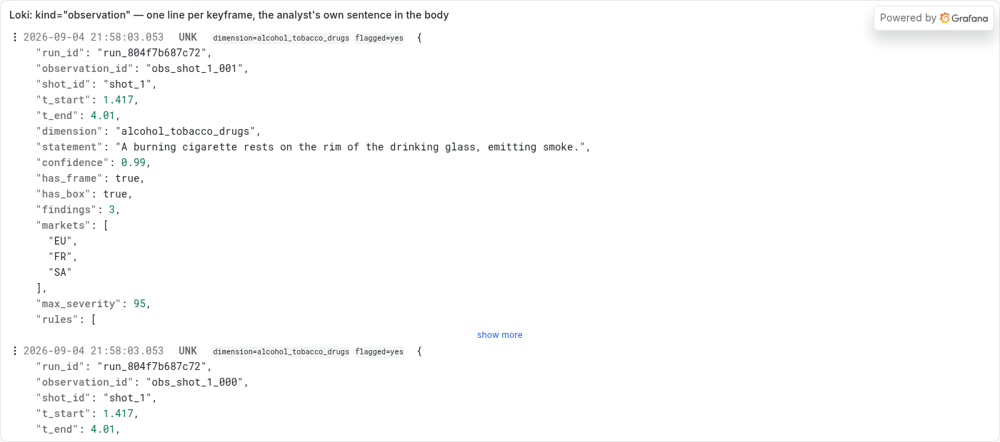 Loki: kind="observation" — one line per keyframe, the analyst's own sentence in the body
Powered by Grafana
2026-09-04 21:58:03.053 UNK dimension=alcohol_tobacco_drugs flagged=yes {
"run_id": "run_804f7b687c72",
"observation_id": "obs_shot_1_001",
"shot_id": "shot_1",
"t_start": 1.417,
"t_end": 4.01,
"dimension": "alcohol_tobacco_drugs",
"statement": "A burning cigarette rests on the rim of the drinking glass, emitting smoke.",
"confidence": 0.99,
"has_frame": true,
"has_box": true,
"findings": 3,
"markets": [
"EU",
"FR",
"SA"
],
"max_severity": 95,
"rules": [
show more
2026-09-04 21:58:03.053 UNK dimension=alcohol_tobacco_drugs flagged=yes {
"run_id": "run_804f7b687c72",
"observation_id": "obs_shot_1_000",
"shot_id": "shot_1",
"t_start": 1.417,
"t_end": 4.01,